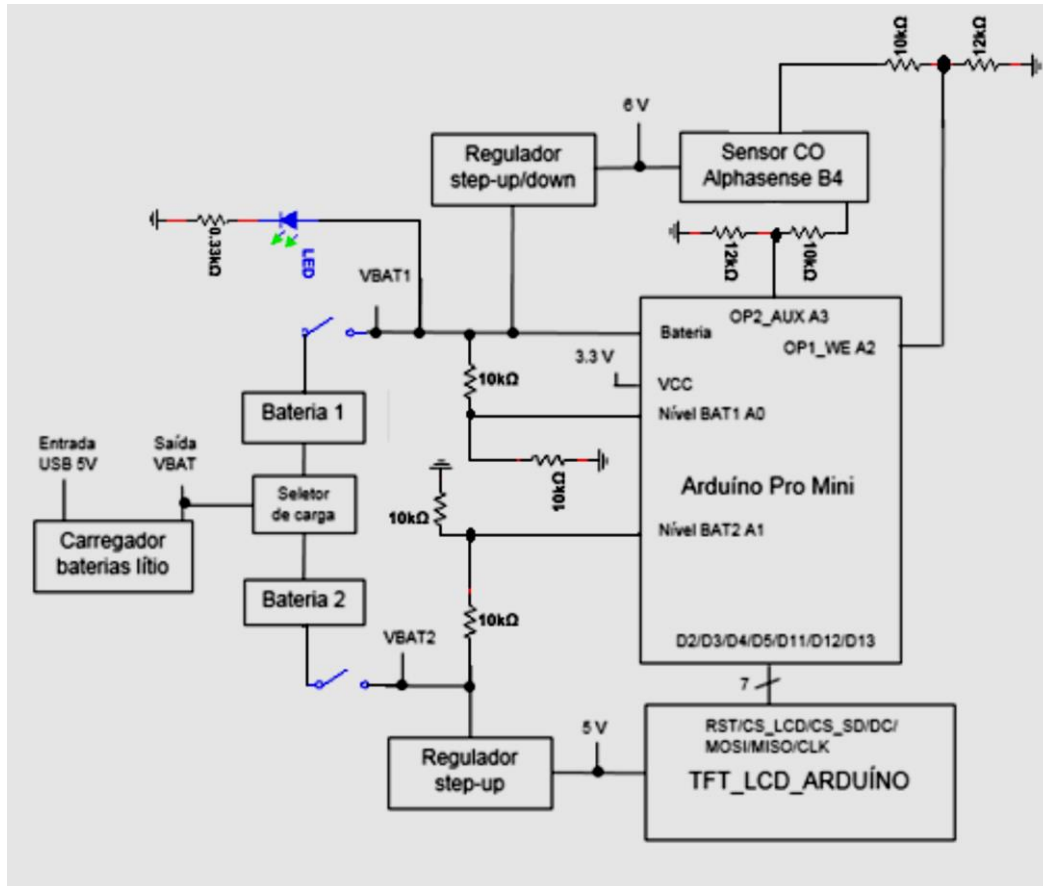 10kΩ
12kΩ
6 V
Regulador
step-up/down
Sensor CO
Alphasense B4
0.33kΩ
LED
12kΩ
10kΩ
VBAT1
OP2_AUX A3
Bateria
OP1_WE A2
3.3 V
10kΩ
VCC
Bateria 1
Nível BAT1 A0
Entrada
USB 5V
Saída
VBAT
Seletor
de carga
10kΩ
10kΩ
Arduíno Pro Mini
Nível BAT2 A1
Carregador
baterias lítio
Bateria 2
10kΩ
VBAT2
D2/D3/D4/D5/D11/D12/D13
7
5 V
RST/CS_LCD/CS_SD/DC/
MOSI/MISO/CLK
Regulador
step-up
TFT_LCD_ARDUÍNO